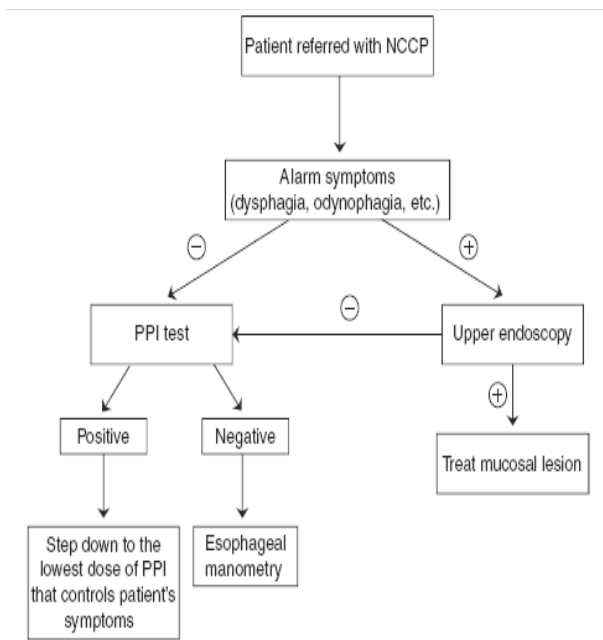 Patient referred with NCCP
Alarm symptoms
(dysphagia, odynophagia, etc.)
−
+
−
PPI test
Upper endoscopy
+
Positive
Negative
Treat mucosal lesion
Step down to the
lowest dose of PPI
that controls patient's
symptoms
Esophageal
manometry